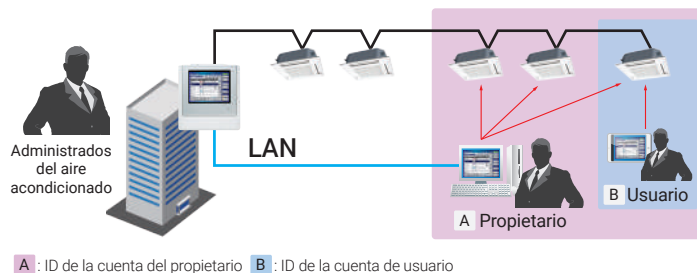 Administrados
del aire
acondicionado
LAN
A Propietario
B Usuario
A : ID de la cuenta del propietario B : ID de la cuenta de usuario